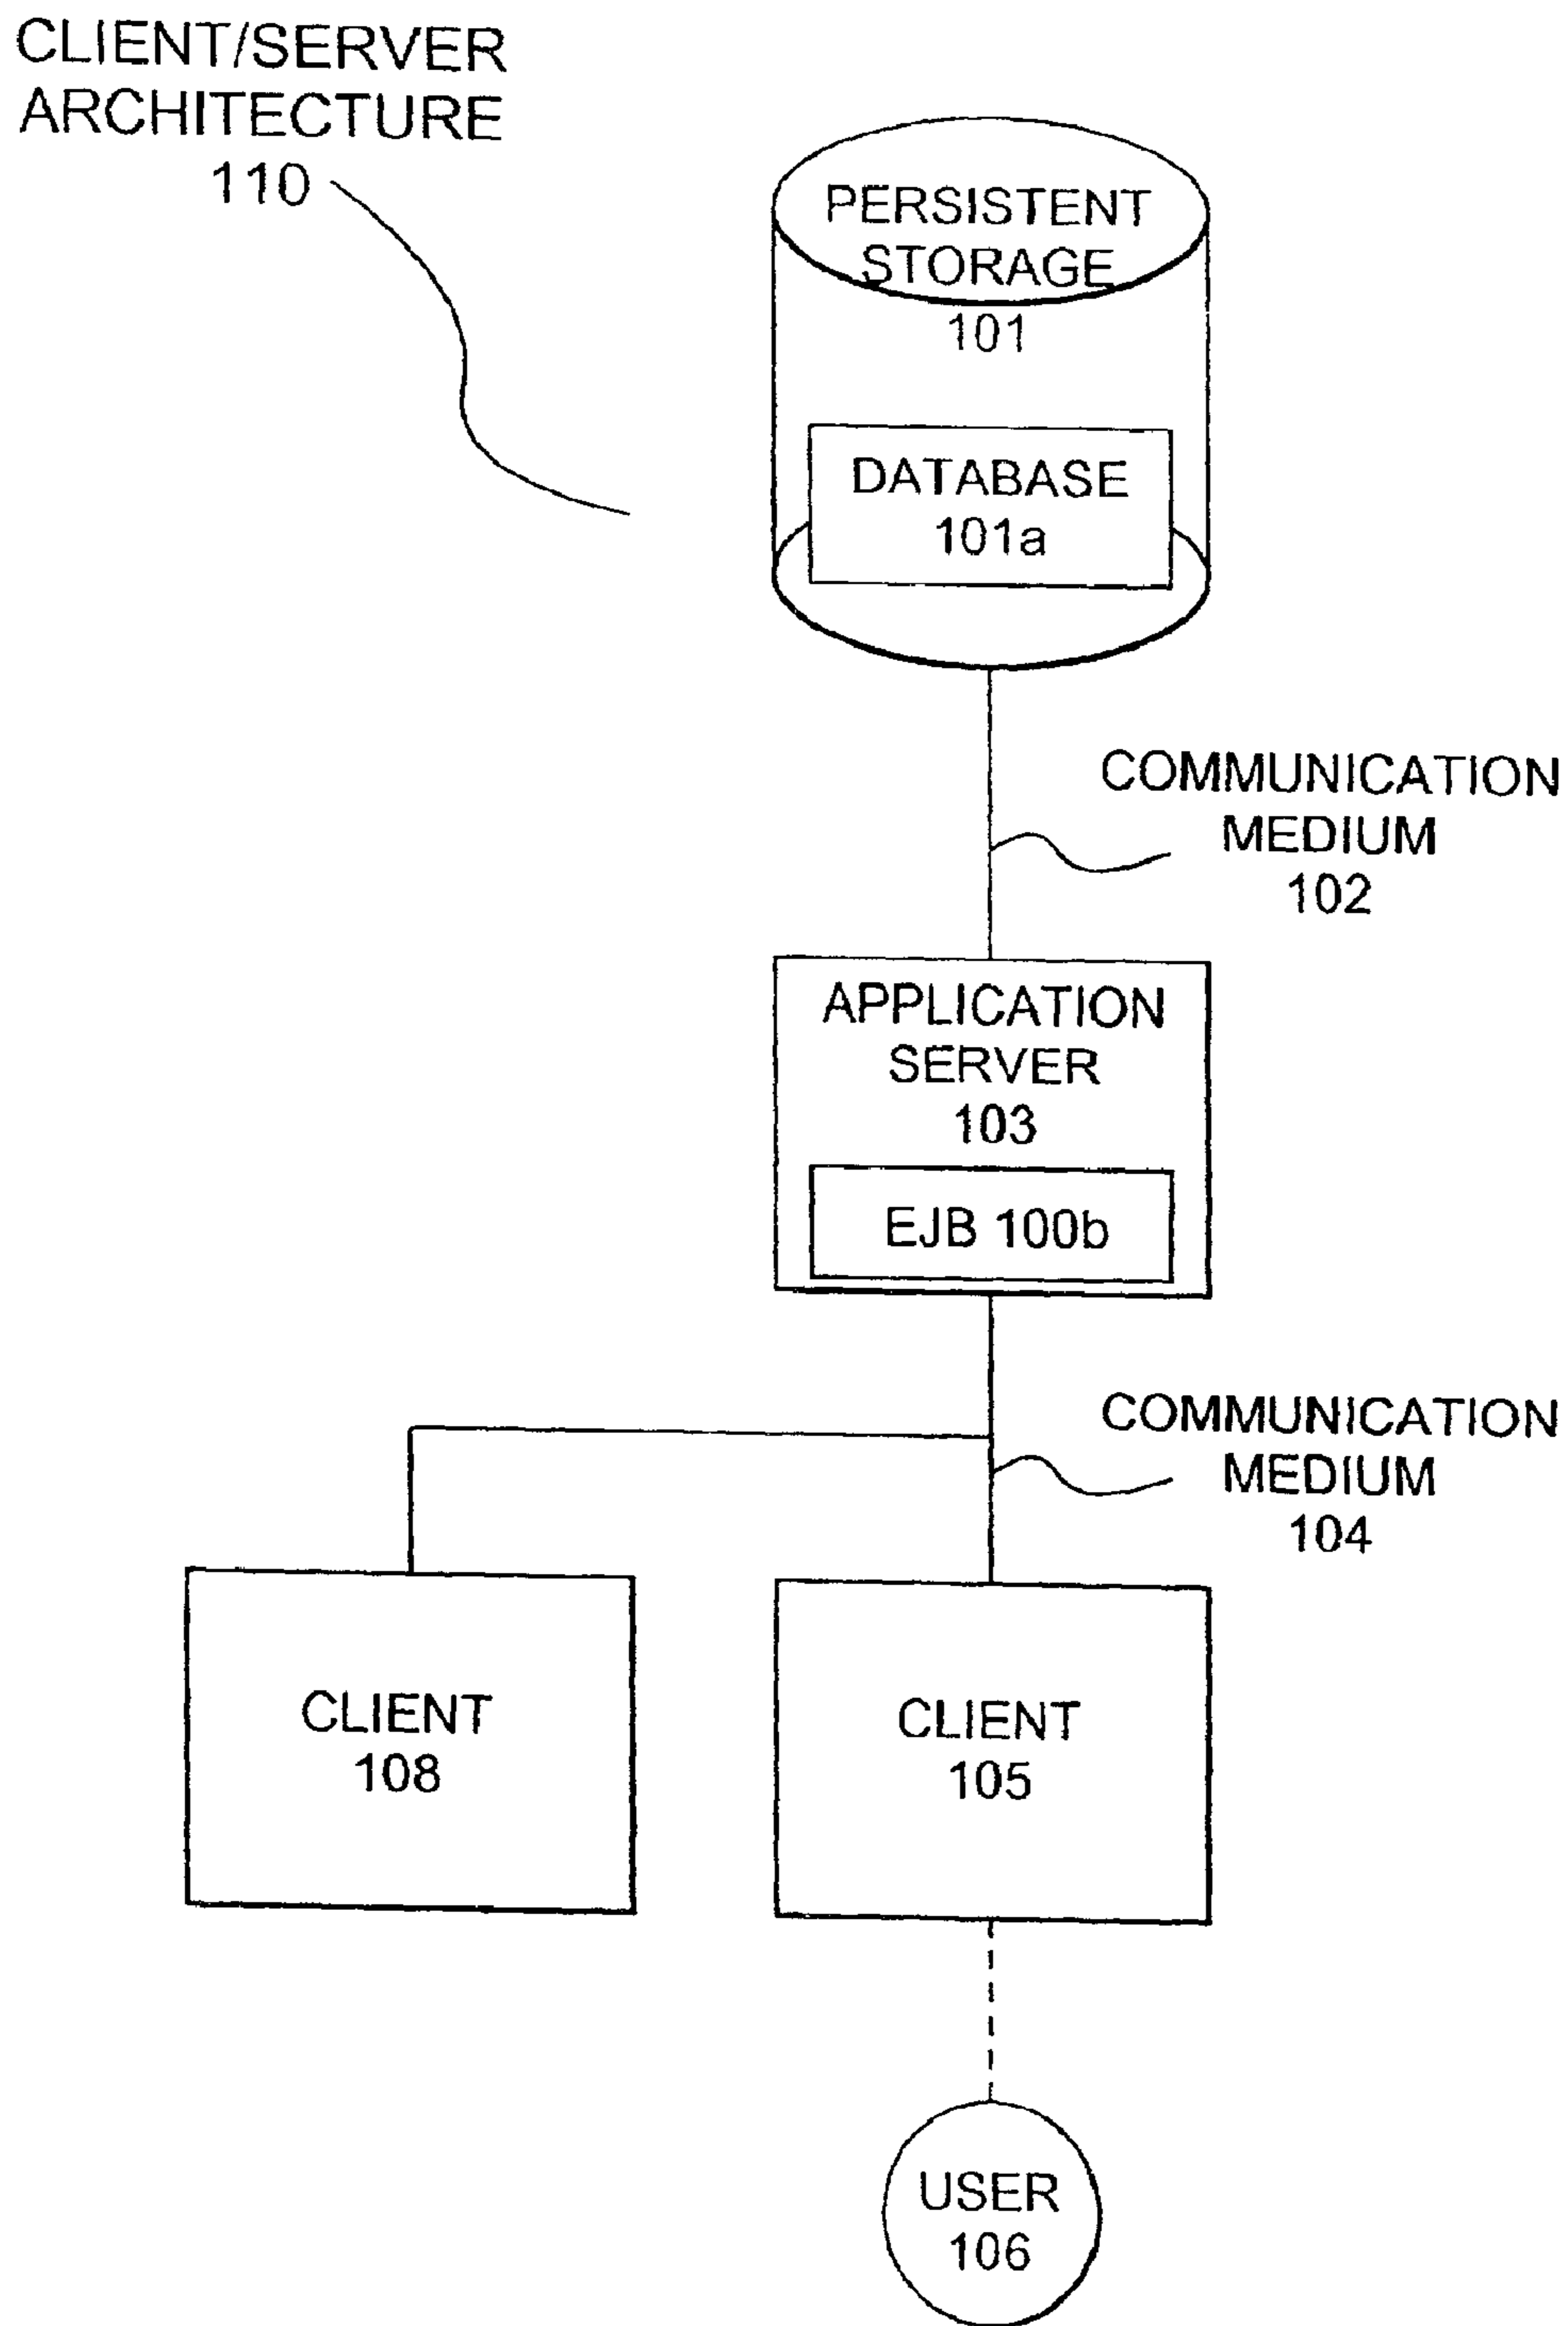 CLIENT/SERVER
ARCHITECTURE
110
PERSISTENT
STORAGE
101
DATABASE
101a
COMMUNICATION
MEDIUM
102
APPLICATION
SERVER
103
EJB 100b
COMMUNICATION
MEDIUM
104
CLIENT
108
CLIENT
105
USER
106